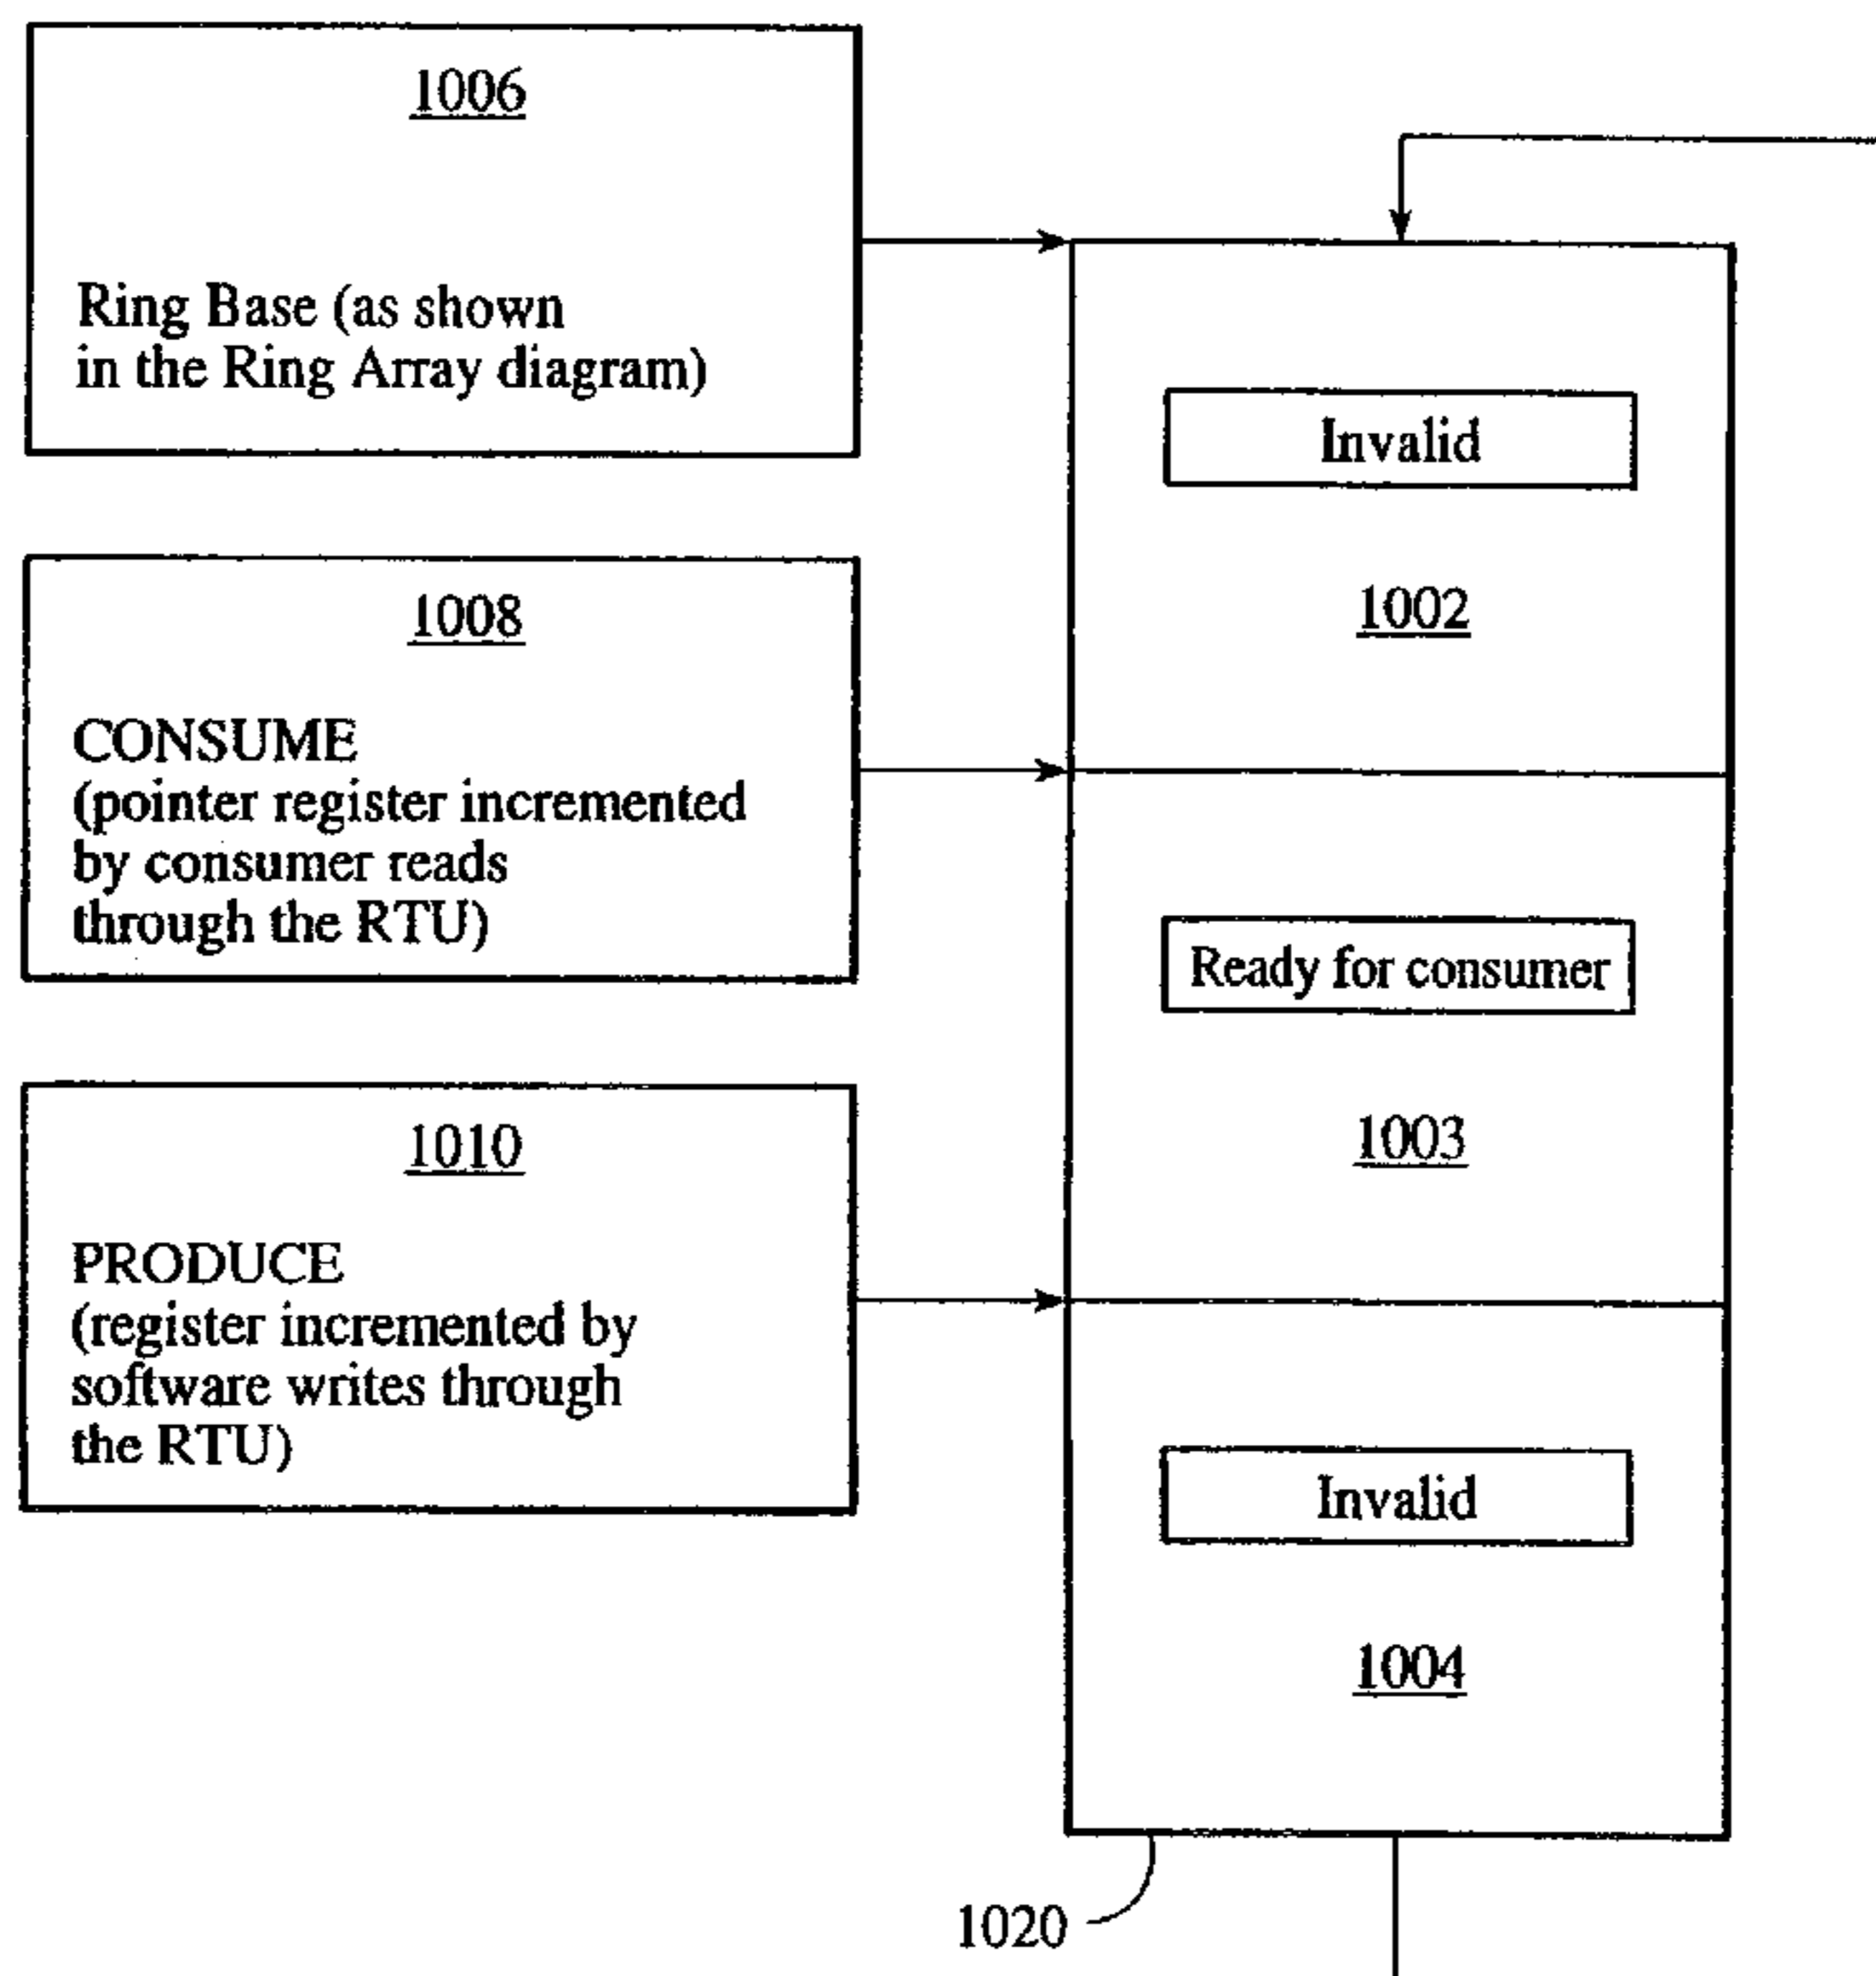 1006
Ring Base (as shown
in the Ring Array diagram)
1008
CONSUME
(pointer register incremented
by consumer reads
through the RTU)
1010
PRODUCE
(register incremented by
software writes through
the RTU)
Invalid
1002
Ready for consumer
1003
Invalid
1004
1020